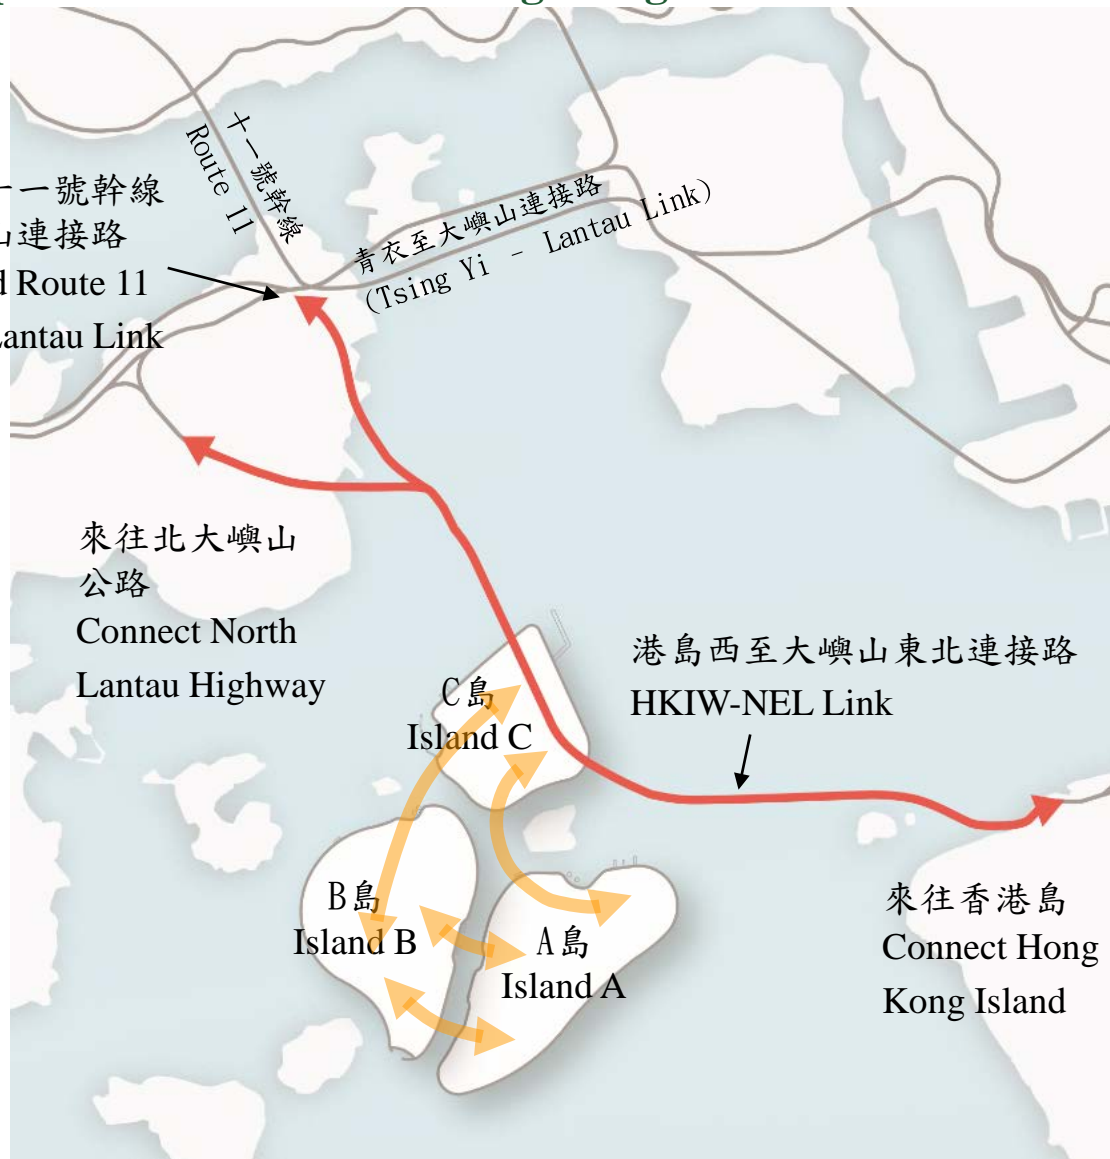 十一號幹線
Route 11
青衣至大嶼山連接路
(Tsing Yi - Lantau Link)
一號幹線
連接路
Route 11
Lantau Link
來往北大嶼山
公路
Connect North
Lantau Highway
C島
Island C
港島西至大嶼山東北連接路
HKIW-NEL Link
B島
Island B
A島
Island A
來往香港島
Connect Hong
Kong Island